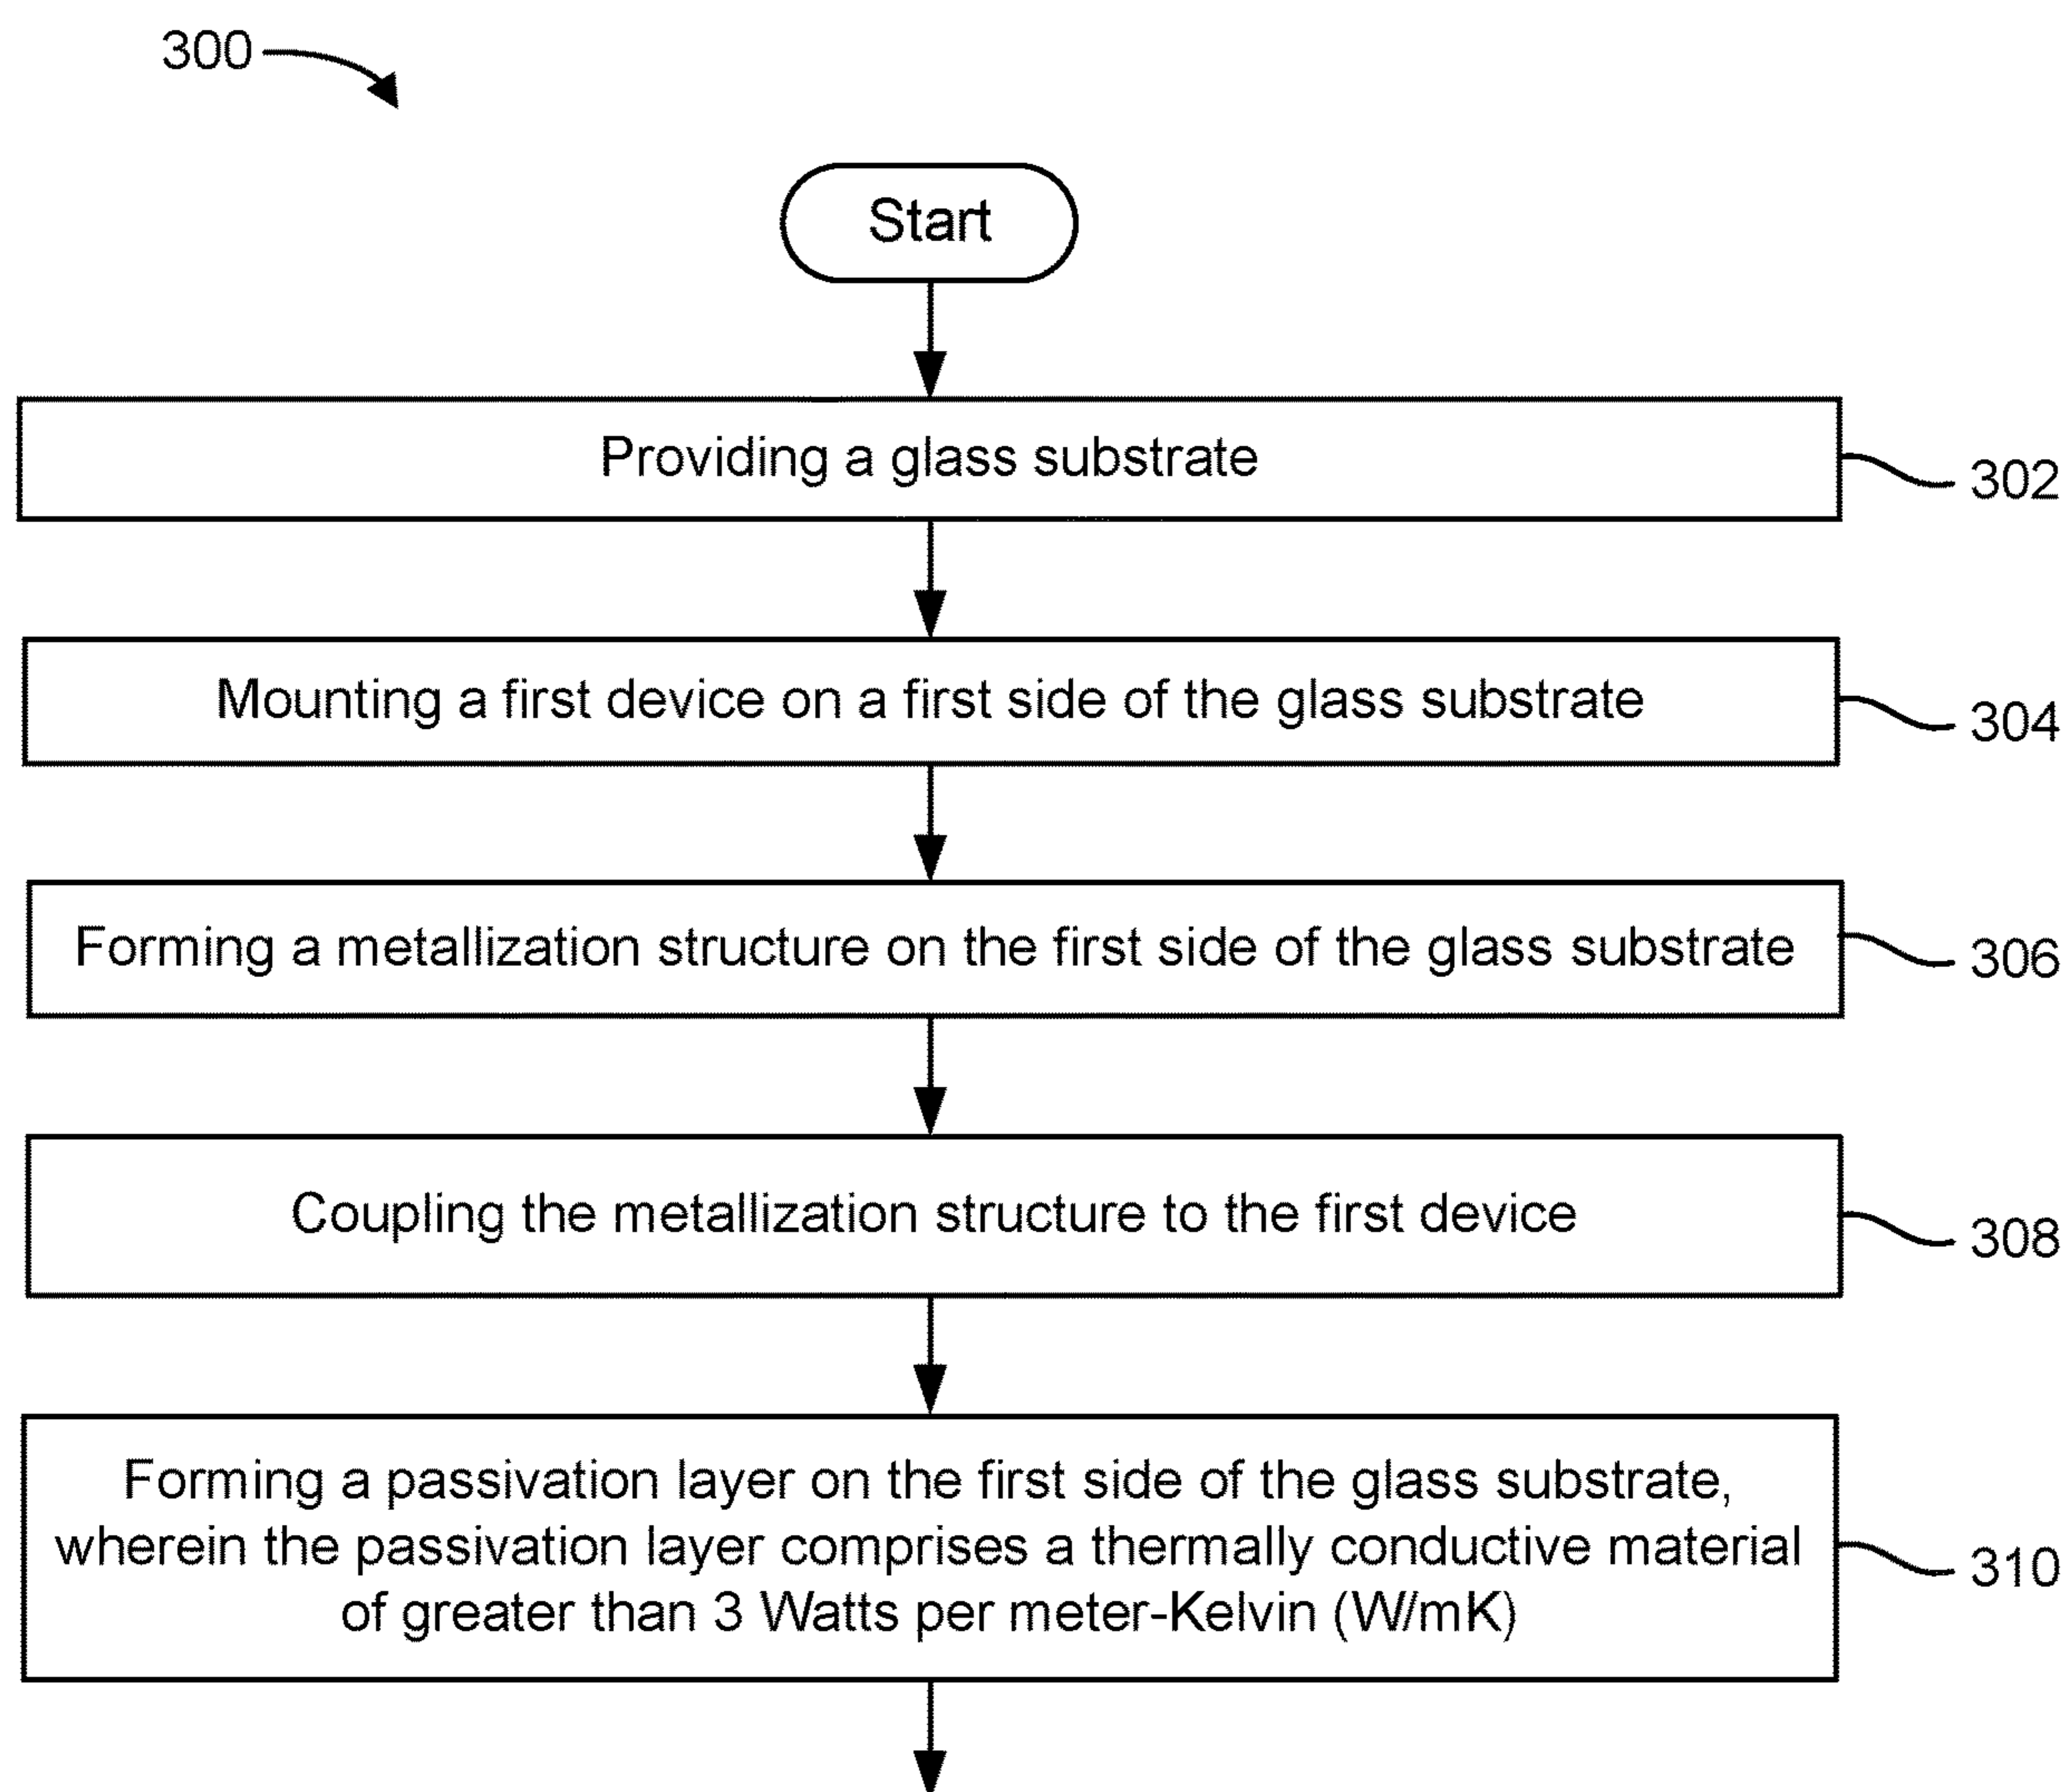 300
Start
Providing a glass substrate
302
Mounting a first device on a first side of the glass substrate
304
Forming a metallization structure on the first side of the glass substrate
306
Coupling the metallization structure to the first device
308
Forming a passivation layer on the first side of the glass substrate,
wherein the passivation layer comprises a thermally conductive material
of greater than 3 Watts per meter-Kelvin (W/mK)
310